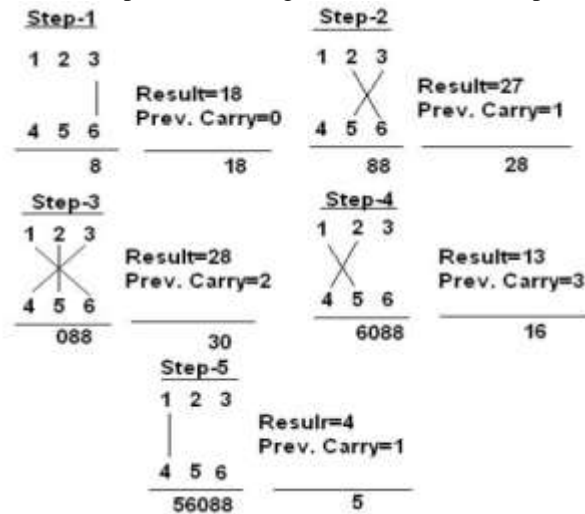 Step-1
1 2 3
Result=18
Prev. Carry=0
4 5 6
8
18
Step-2
1 2 3
Result=27
Prev. Carry=1
4 5 6
88
28
Step-3
1 2 3
Result=28
Prev. Carry=2
4 5 6
088
30
Step-4
1 2 3
Result=13
Prev. Carry=3
4 5 6
6088
16
Step-5
1 2 3
Resulr=4
Prev. Carry=1
4 5 6
56088
5